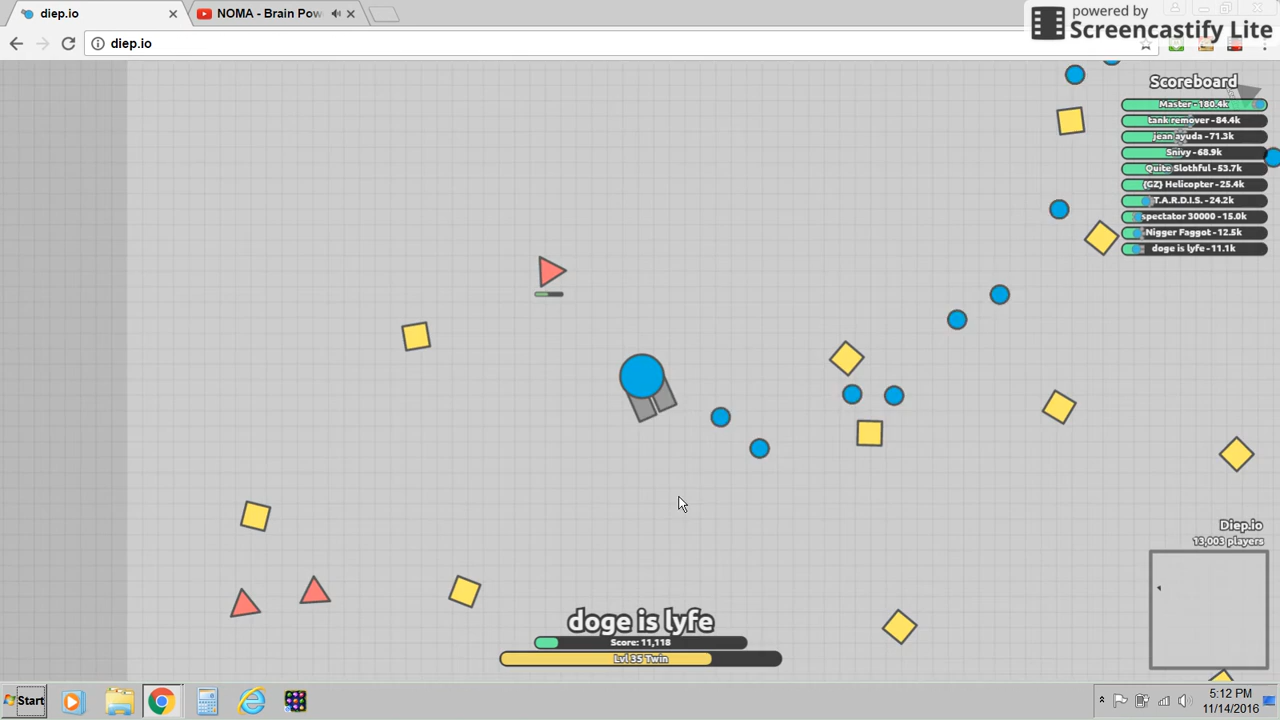 diep.io
NOMA - Brain Pow
powered by
Screencastify Lite
diep.io
Scoreboard
Master - 180.4k
tank remover - 84.4k
jean ayuda - 71.3k
Snivy - 68.9k
Quite Slothful - 53.7k
(GZ) Helicopter - 25.4k
T.A.R.D.I.S. - 24.2k
spectator 30000 - 15.0k
Nigger Faggot - 12.5k
doge is lyfe - 11.1k
Diep.io
13,003 players
doge is lyfe
Score: 11,118
Lvl 35 Twin
Start
5:12 PM
11/14/2016